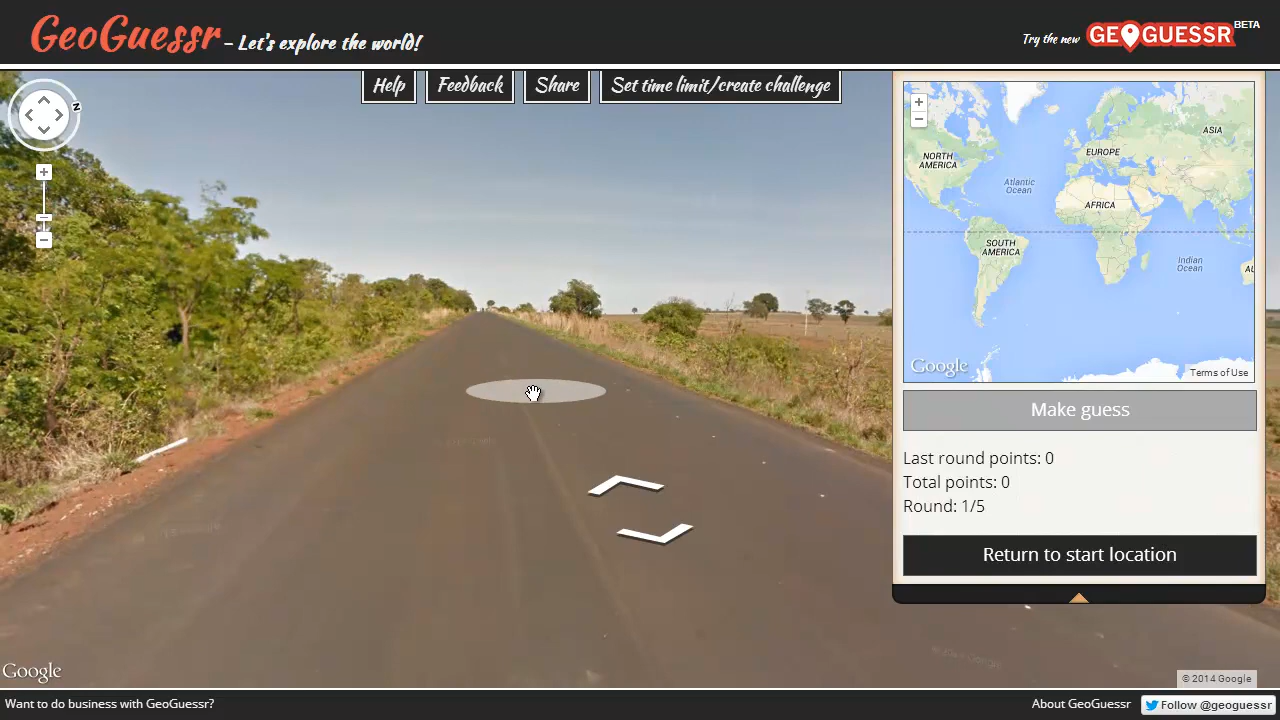 GeoGuessr – Let's explore the world!
Try the new GEOGUESSR BETA
Help
Feedback
Share
Set time limit/create challenge
N
+
−
+
−
NORTH AMERICA
Atlantic Ocean
EUROPE
ASIA
AFRICA
SOUTH AMERICA
Indian Ocean
AU
Google
Terms of Use
Make guess
Last round points: 0
Total points: 0
Round: 1/5
Return to start location
Google
© 2014 Google
Want to do business with GeoGuessr?
About GeoGuessr
Follow @geoguessr